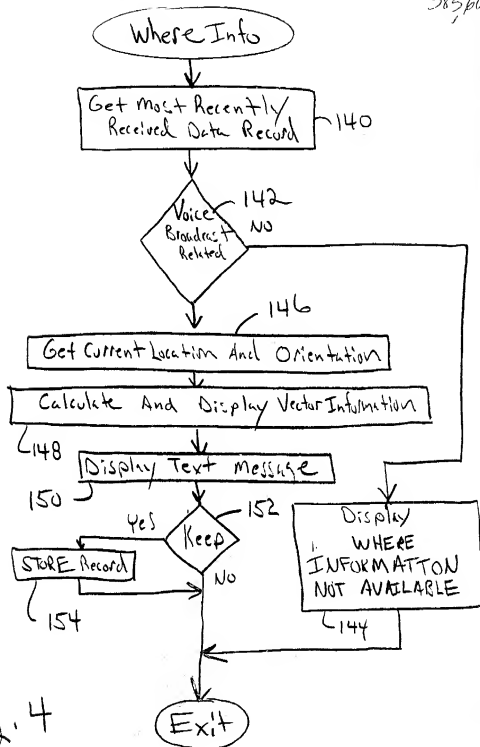 Where Info
Get Most Recently
Received Data Record
140
142
Voice
Broadcast
Related
NO
146
Get Current Location And Orientation
Calculate And Display Vector Information
148
Display Text Message
150
152
Yes
Keep
NO
STORE Record
154
Display
WHERE
INFORMATION
NOT AVAILABLE
144
Exit
4